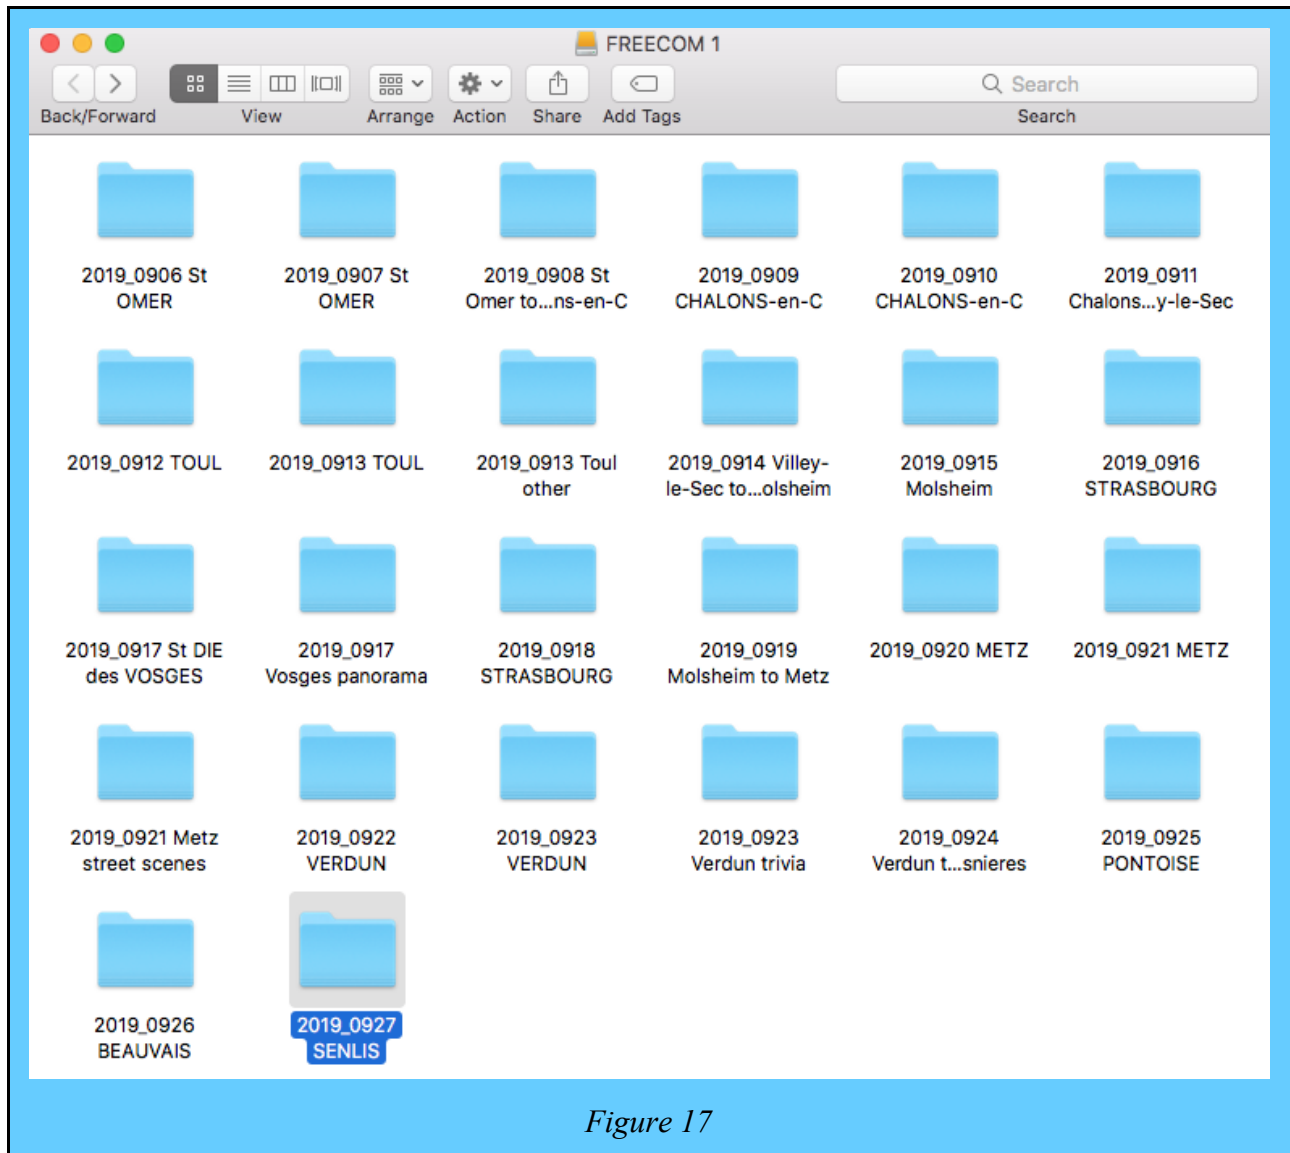 FREECOM 1
Search
Back/Forward View Arrange Action Share Add Tags Search
2019_0906 St 2019_0907 St 2019_0908 St 2019_0909 2019_0910 2019_0911
OMER OMER Omer to...ns-en-C CHALONS-en-C CHALONS-en-C Chalons...y-le-Sec
2019_0912 TOUL 2019_0913 TOUL 2019_0913 Toul 2019_0914 Villey- 2019_0915 2019_0916
other le-Sec to...olsheim Molsheim STRASBOURG
2019_0917 St DIE 2019_0917 2019_0918 2019_0919 2019_0920 METZ 2019_0921 METZ
des VOSGES Vosges panorama STRASBOURG Molsheim to Metz
2019_0921 Metz 2019_0922 2019_0923 2019_0923 2019_0924 2019_0925
street scenes VERDUN VERDUN Verdun trivia Verdun t...snieres PONTOISE
2019_0926 2019_0927
BEAUVAIS SENLIS
Figure 17